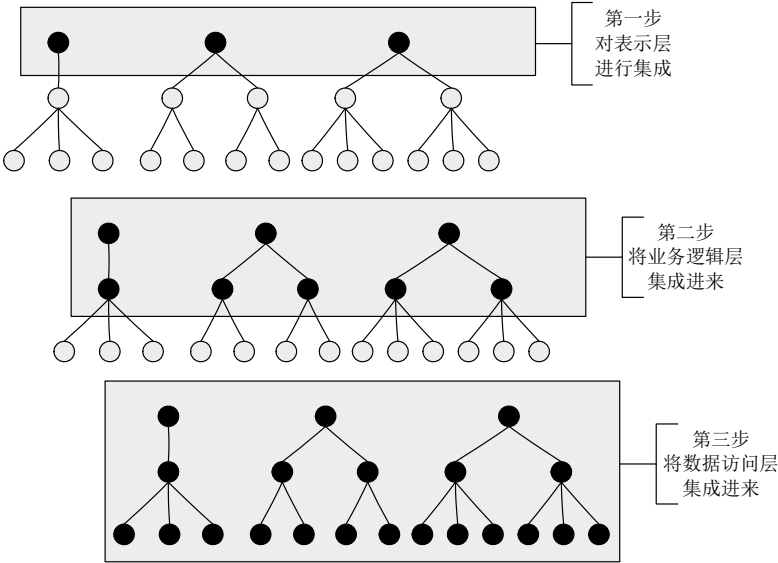 第一步
对表示层
进行集成
第二步
将业务逻辑层
集成进来
第三步
将数据访问层
集成进来